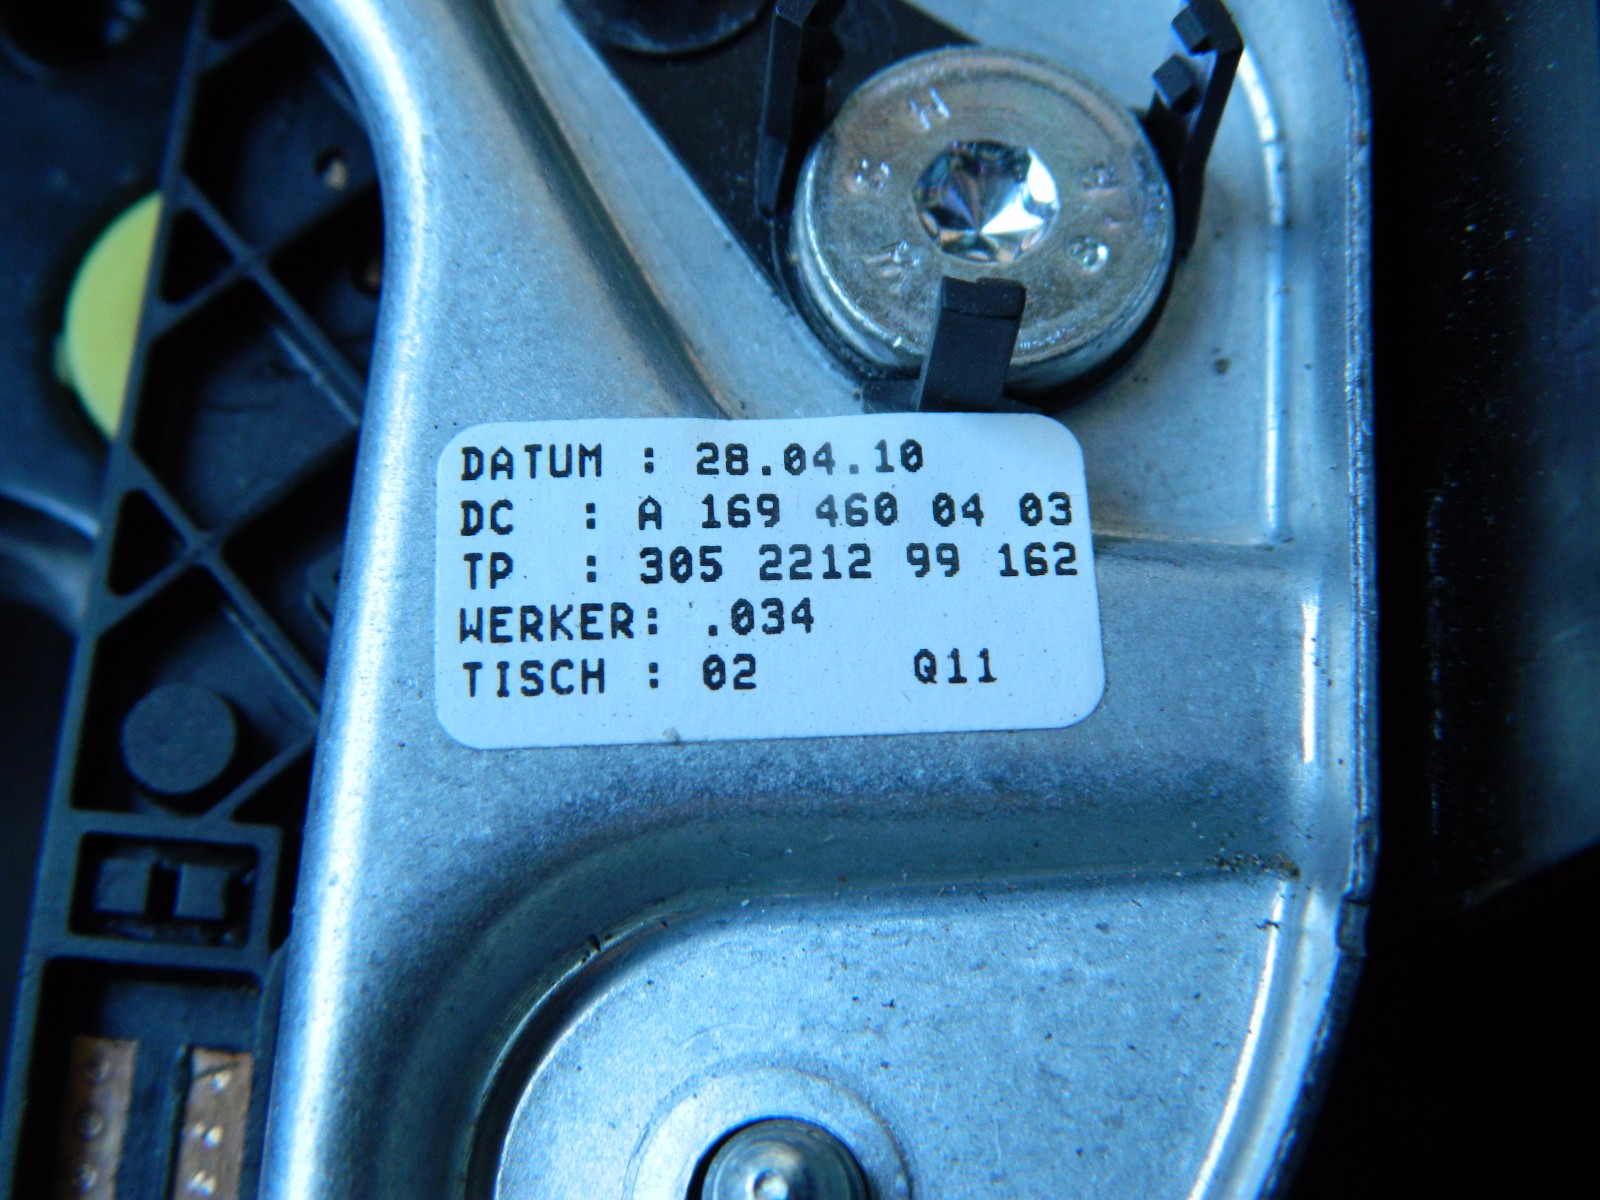 DATUM : 28.04.10
DC : A 169 460 04 03
TP : 305 2212 99 162
WERKER: .034
TISCH : 02 Q11